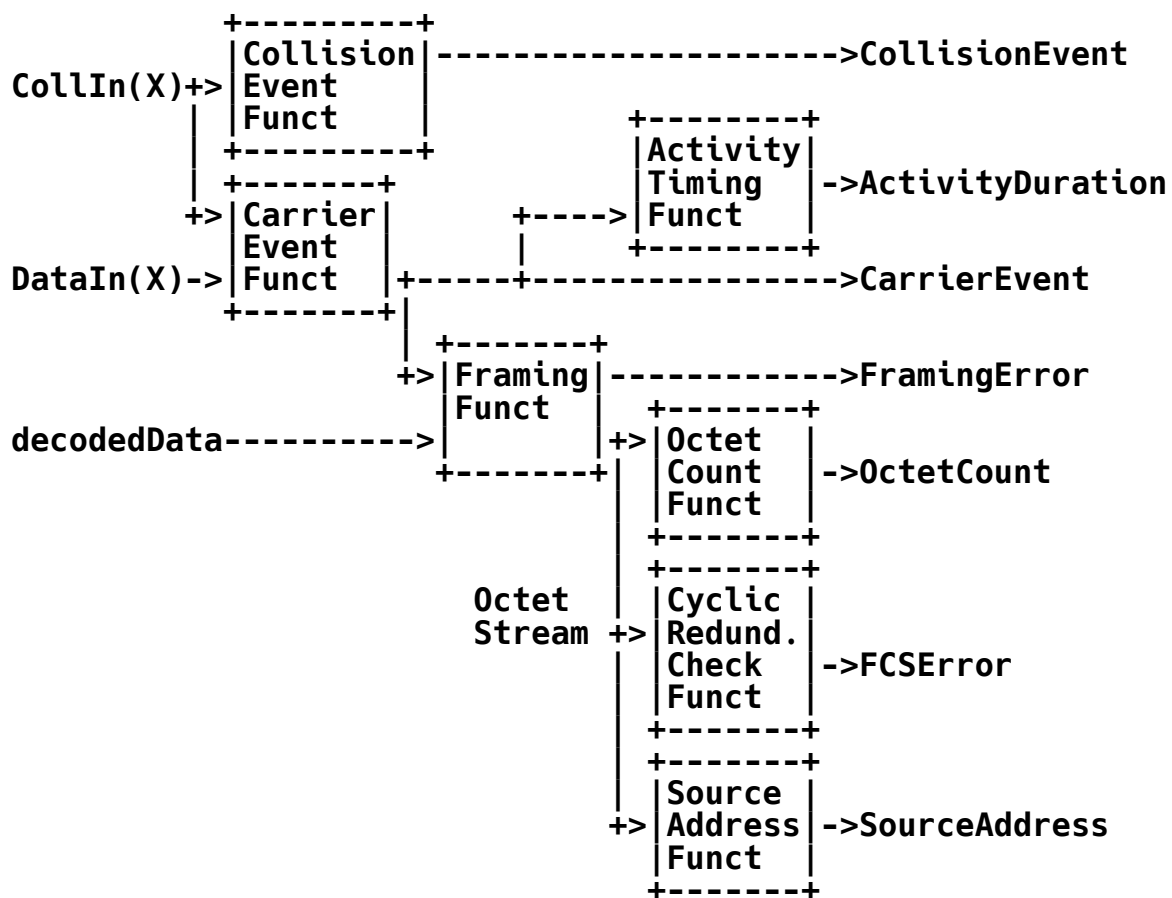 Collision ->CollisionEvent
CollIn(X) Event
Funct
Activity
Timing ->ActivityDuration
Carrier Funct
Event
DataIn(X)-> Funct ->CarrierEvent
Framing ->FramingError
Funct
decodedData-> Octet
Count ->OctetCount
Funct
Octet Cyclic
Stream Redund.
Check ->FCSError
Funct
Source
Address ->SourceAddress
Funct